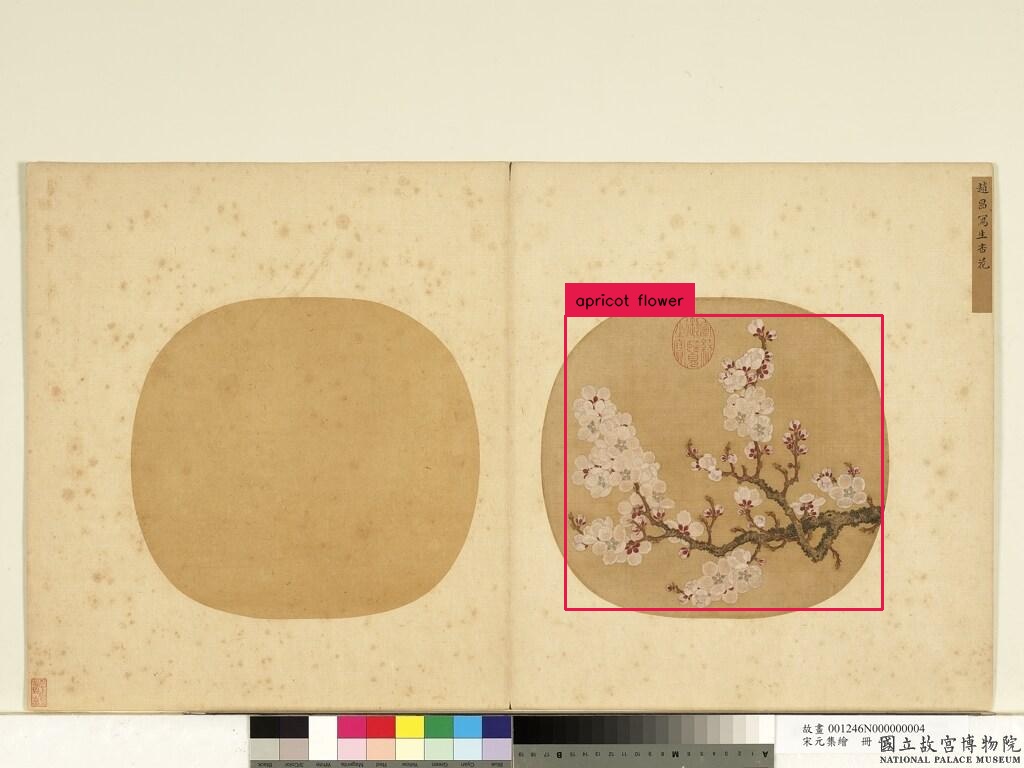 趙昌寫生杏花
apricot flower
故畫 001246N000000004
宋元集繪 冊
國立故宮博物院
NATIONAL PALACE MUSEUM
Black
3/Color
White
Magenta
Red
Yellow
Green
Cyan
Blue
19 18 17 16 15 14 13 12 11 10 9 8 7 6 5 4 3 2 1
B
M
A